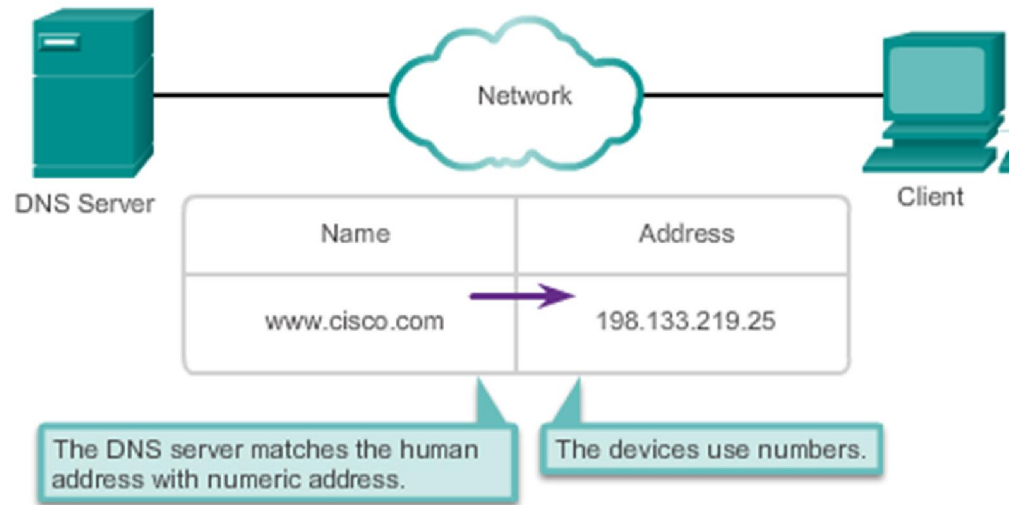 Network
DNS Server
Client
Name
Address
www.cisco.com
198.133.219.25
The DNS server matches the human
address with numeric address.
The devices use numbers.